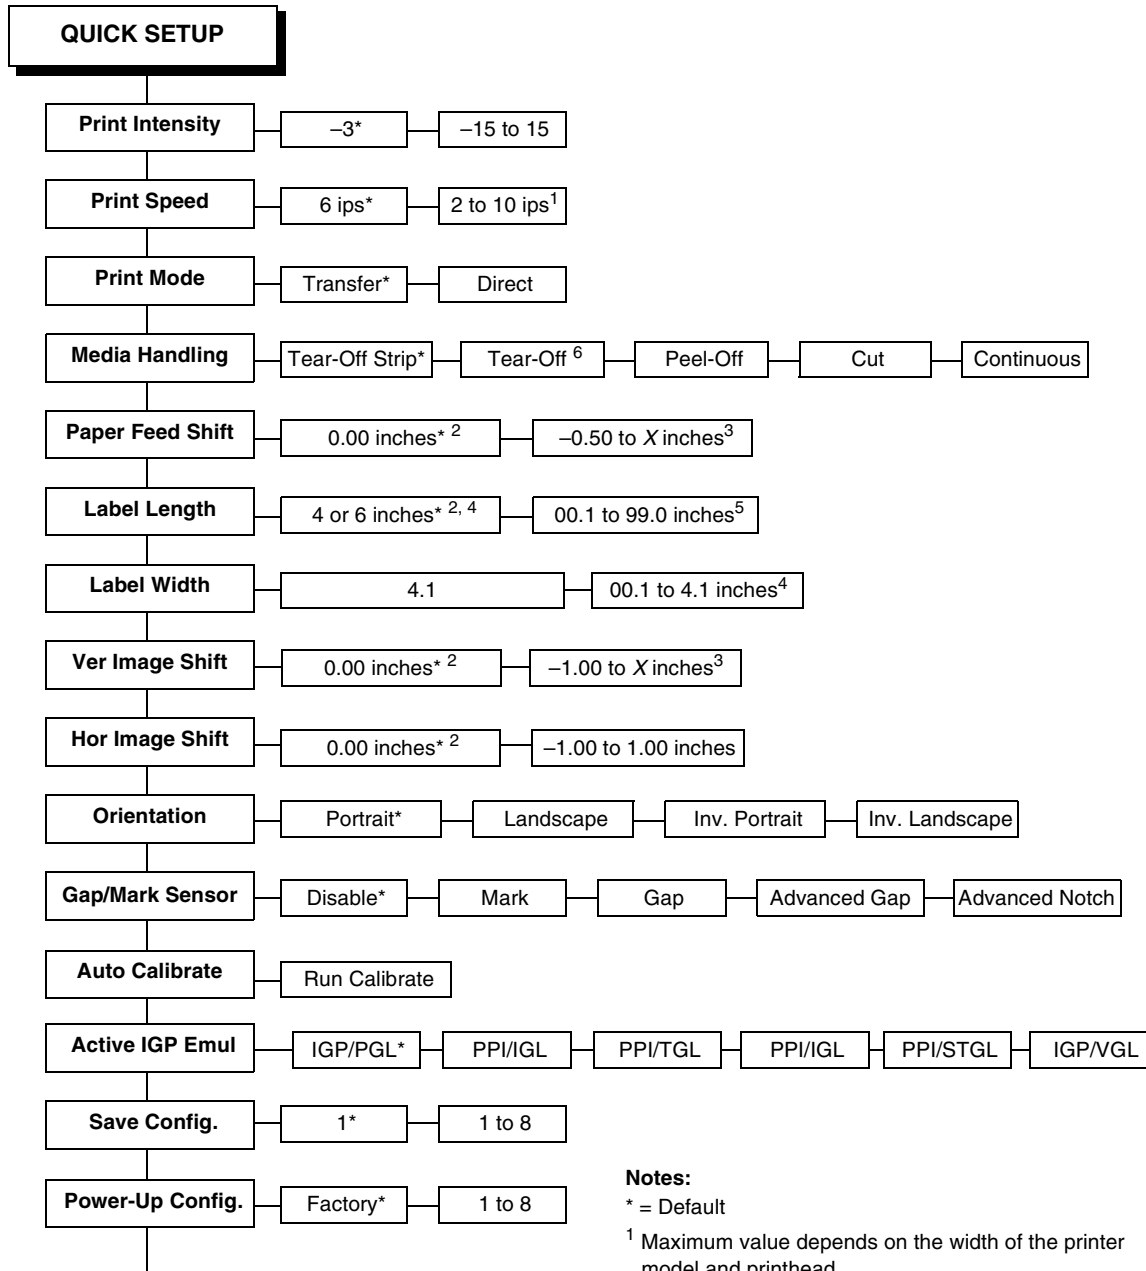 QUICK SETUP
Print Intensity –3* –15 to 15
Print Speed 6 ips* 2 to 10 ips¹
Print Mode Transfer* Direct
Media Handling Tear-Off Strip* Tear-Off ⁶ Peel-Off Cut Continuous
Paper Feed Shift 0.00 inches* ² –0.50 to X inches³
Label Length 4 or 6 inches* ²,⁴ 00.1 to 99.0 inches⁵
Label Width 4.1 00.1 to 4.1 inches⁴
Ver Image Shift 0.00 inches* ² –1.00 to X inches³
Hor Image Shift 0.00 inches* ² –1.00 to 1.00 inches
Orientation Portrait* Landscape Inv. Portrait Inv. Landscape
Gap/Mark Sensor Disable* Mark Gap Advanced Gap Advanced Notch
Auto Calibrate Run Calibrate
Active IGP Emul IGP/PGL* PPI/IGL PPI/TGL PPI/IGL PPI/STGL IGP/VGL
Save Config. 1* 1 to 8
Power-Up Config. Factory* 1 to 8
Notes:
* = Default
¹ Maximum value depends on the width of the printer
model and printhead